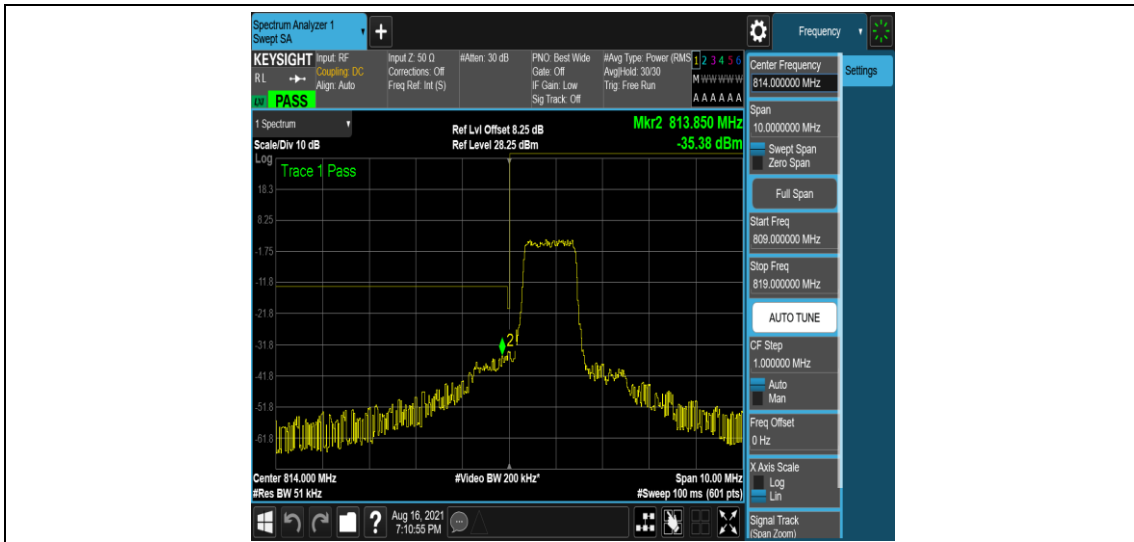 Spectrum Analyzer 1
Swept SA
+
Frequency
KEYSIGHT
RL
LM PASS
Input: RF
Coupling: DC
Align: Auto
Input Z: 50 Ω
Corrections: Off
Freq Ref: Int (S)
#Atten: 30 dB
PNO: Best Wide
Gate: Off
IF Gain: Low
Sig Track: Off
#Avg Type: Power (RMS
Avg|Hold: 30/30
Trig: Free Run
1 2 3 4 5 6
M W W W W W
A A A A A A
1 Spectrum
Scale/Div 10 dB
Ref Lvl Offset 8.25 dB
Ref Level 28.25 dBm
Mkr2 813.850 MHz
-35.38 dBm
Log
Trace 1 Pass
18.3
8.25
-1.75
-11.8
-21.8
-31.8
-41.8
-51.8
-61.8
2
Center 814.000 MHz
#Res BW 51 kHz
#Video BW 200 kHz*
Span 10.00 MHz
#Sweep 100 ms (601 pts)
Center Frequency
814.000000 MHz
Settings
Span
10.0000000 MHz
Swept Span
Zero Span
Full Span
Start Freq
809.000000 MHz
Stop Freq
819.000000 MHz
AUTO TUNE
CF Step
1.000000 MHz
Auto
Man
Freq Offset
0 Hz
X Axis Scale
Log
Lin
Signal Track
(Span Zoom)
?
Aug 16, 2021
7:10:55 PM